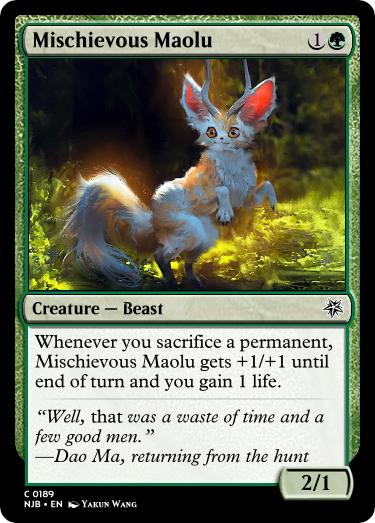 Mischievous Maolu 1
Creature — Beast
Whenever you sacrifice a permanent,
Mischievous Maolu gets +1/+1 until
end of turn and you gain 1 life.
“Well, that was a waste of time and a
few good men.”
—Dao Ma, returning from the hunt
2/1
C 0189
NJB • EN Yakun Wang